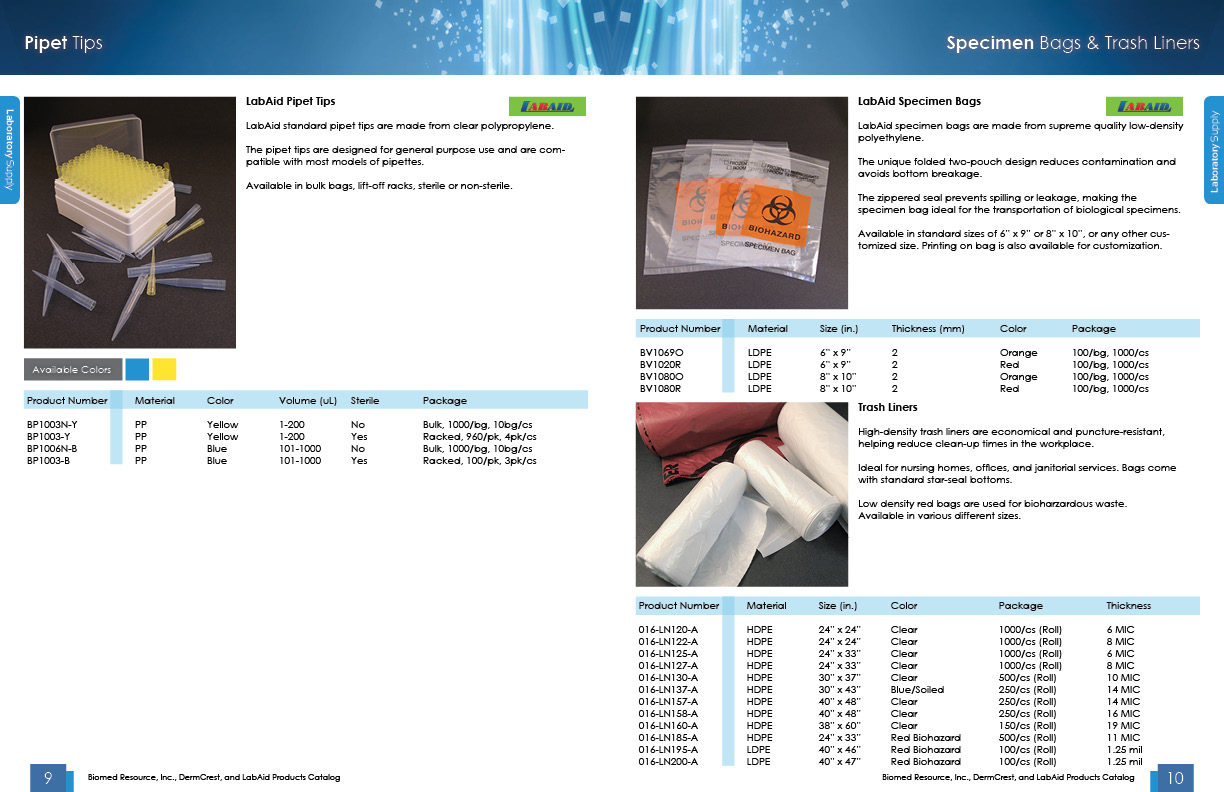 Pipet Tips
Laboratory Supply
LabAid Pipet Tips
LABAID
LabAid standard pipet tips are made from clear polypropylene.
The pipet tips are designed for general purpose use and are com-
patible with most models of pipettes.
Available in bulk bags, lift-off racks, sterile or non-sterile.
Available Colors
Product Number Material Color Volume (uL) Sterile Package
BP1003N-Y PP Yellow 1-200 No Bulk, 1000/bg, 10bg/cs
BP1003-Y PP Yellow 1-200 Yes Racked, 960/pk, 4pk/cs
BP1006N-B PP Blue 101-1000 No Bulk, 1000/bg, 10bg/cs
BP1003-B PP Blue 101-1000 Yes Racked, 100/pk, 3pk/cs
9 Biomed Resource, Inc., DermCrest, and LabAid Products Catalog
Specimen Bags & Trash Liners
Laboratory Supply
BIOHAZARD
SPECIMEN BAG
LabAid Specimen Bags
LABAID
LabAid specimen bags are made from supreme quality low-density
polyethylene.
The unique folded two-pouch design reduces contamination and
avoids bottom breakage.
The zippered seal prevents spilling or leakage, making the
specimen bag ideal for the transportation of biological specimens.
Available in standard sizes of 6" x 9" or 8" x 10", or any other cus-
tomized size. Printing on bag is also available for customization.
Product Number Material Size (in.) Thickness (mm) Color Package
BV1069O LDPE 6" x 9" 2 Orange 100/bg, 1000/cs
BV1020R LDPE 6" x 9" 2 Red 100/bg, 1000/cs
BV1080O LDPE 8" x 10" 2 Orange 100/bg, 1000/cs
BV1080R LDPE 8" x 10" 2 Red 100/bg, 1000/cs
Trash Liners
High-density trash liners are economical and puncture-resistant,
helping reduce clean-up times in the workplace.
Ideal for nursing homes, offices, and janitorial services. Bags come
with standard star-seal bottoms.
Low density red bags are used for bioharzardous waste.
Available in various different sizes.
Product Number Material Size (in.) Color Package Thickness
016-LN120-A HDPE 24" x 24" Clear 1000/cs (Roll) 6 MIC
016-LN122-A HDPE 24" x 24" Clear 1000/cs (Roll) 8 MIC
016-LN125-A HDPE 24" x 33" Clear 1000/cs (Roll) 6 MIC
016-LN127-A HDPE 24" x 33" Clear 1000/cs (Roll) 8 MIC
016-LN130-A HDPE 30" x 37" Clear 500/cs (Roll) 10 MIC
016-LN137-A HDPE 30" x 43" Blue/Soiled 250/cs (Roll) 14 MIC
016-LN157-A HDPE 40" x 48" Clear 250/cs (Roll) 14 MIC
016-LN158-A HDPE 40" x 48" Clear 250/cs (Roll) 16 MIC
016-LN160-A HDPE 38" x 60" Clear 150/cs (Roll) 19 MIC
016-LN185-A HDPE 24" x 33" Red Biohazard 500/cs (Roll) 11 MIC
016-LN195-A LDPE 40" x 46" Red Biohazard 100/cs (Roll) 1.25 mil
016-LN200-A LDPE 40" x 47" Red Biohazard 100/cs (Roll) 1.25 mil
Biomed Resource, Inc., DermCrest, and LabAid Products Catalog 10